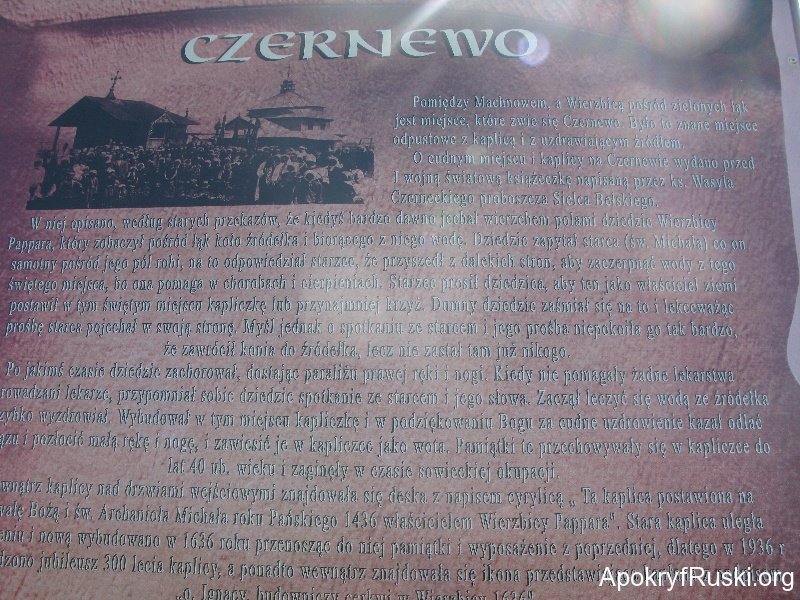 CZERNEWO
Pomiędzy Machnowem, a Wierzbicą pośród zielonych łąk
jest miejsce, które zwie się Czernewo. Było to znane miejsce
odpustowe z kaplicą i z uzdrawiającym źródłem.
O cudnym miejscu i kaplicy na Czernewie wydano przed
I wojną światową książeczkę napisaną przez ks. Wasyla
Czerneckiego proboszcza Sielca Bełskiego.
W niej opisano, według starych przekazów, że kiedyś bardzo dawno jechał wierzchem polami dziedzic Wierzbicy
Pappara, który zobaczył pośród łąk koło źródełka i biorącego z niego wodę. Dziedzic zapytał starca (św. Michała) co on
samotny pośród jego pól robi, na to odpowiedział starzec, że przyszedł z dalekich stron, aby zaczerpnąć wody z tego
świętego miejsca, bo ona pomaga w chorobach i cierpieniach. Starzec prosił dziedzica, aby ten jako właściciel ziemi
postawił w tym świętym miejscu kapliczkę lub przynajmniej krzyż. Dumny dziedzic zaśmiał się na to i lekceważąc
prośbę starca pojechał w swoją stronę. Myśl jednak o spotkaniu ze starcem i jego prośba niepokoiła go tak bardzo,
że zawrócił konia do źródełka, lecz nie zastał tam już nikogo.
Po jakimś czasie dziedzic zachorował, dostając paraliżu prawej ręki i nogi. Kiedy nie pomagały żadne lekarstwa
rowadzani lekarze, przypomniał sobie dziedzic spotkanie ze starcem i jego słowa. Zaczął leczyć się wodą ze źródełka
zybko wyzdrowiał. Wybudował w tym miejscu kapliczkę i w podziękowaniu Bogu za cudne uzdrowienie kazał odlać
ązu i pozłocić małą rękę i nogę, i zawiesić je w kapliczce jako wota. Pamiątki te przechowywały się w kapliczce do
lat 40 ub. wieku i zaginęły w czasie sowieckiej okupacji.
ewnątrz kaplicy nad drzwiami wejściowymi znajdowała się deska z napisem cyrylicą „ Ta kaplica postawiona na
wałę Bożą i św. Archanioła Michała roku Pańskiego 1436 właścicielem Wierzbicy Pappara". Stara kaplica uległa
eniu i nową wybudowano w 1636 roku przenosząc do niej pamiątki i wyposażenie z poprzedniej, dlatego w 1936 r
dzono jubileusz 300 lecia kaplicy, a ponadto wewnątrz znajdowała się ikona
„o. Ignacy, budowniczy cerkwi w Wierzbicy 1636"
ApokryfRuski.org